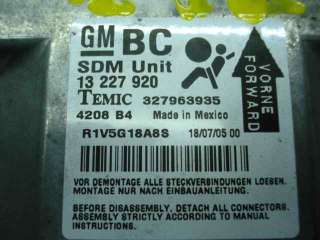 GM BC
SDM Unit
13 227 920
TEMIC 327963935
4208 B4 Made in Mexico
R1V5G18A8S 18/07/05 00
VORNE
FORWARD
VOR DEMONTAGE ALLE STECKVERBINDUNGEN LOESEN.
MONTAGE NUR NACH EINBAUANLEITUNG.
BEFORE DISASSEMBLY, DETACH ALL CONNECTORS.
ASSEMBLY STRICTLY ACCORDING TO MANUAL
INSTRUCTIONS.